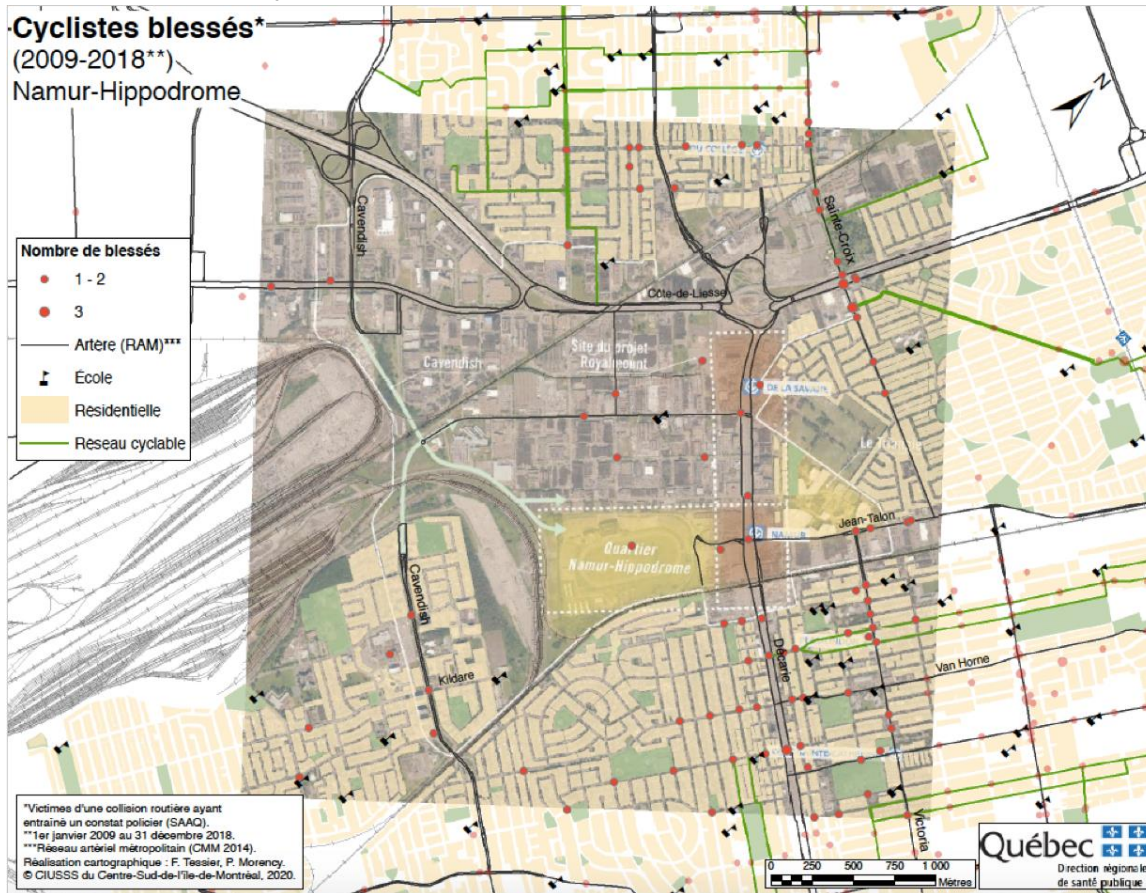 Cyclistes blessés*
(2009-2018**)
Namur-Hippodrome
N
Cavendish
Sainte-Croix
Nombre de blessés
1 - 2
3
Artère (RAM)***
École
Résidentielle
Réseau cyclable
Côte-de-Liesse
Cavendish
Site du projet
Royalmount
DE LA SAVANE
Jean-Talon
Quartier
Namur-Hippodrome
Cavendish
Kildare
Décarie
Van Horne
Victoria
*Victimes d'une collision routière ayant
entraîné un constat policier (SAAQ).
**1er janvier 2009 au 31 décembre 2018.
***Réseau artériel métropolitain (CMM 2014).
Réalisation cartographique : F. Tessier, P. Morency.
© CIUSSS du Centre-Sud-de-l'île-de-Montréal, 2020.
0 250 500 750 1 000
Mètres
Québec
Direction régionale
de santé publique